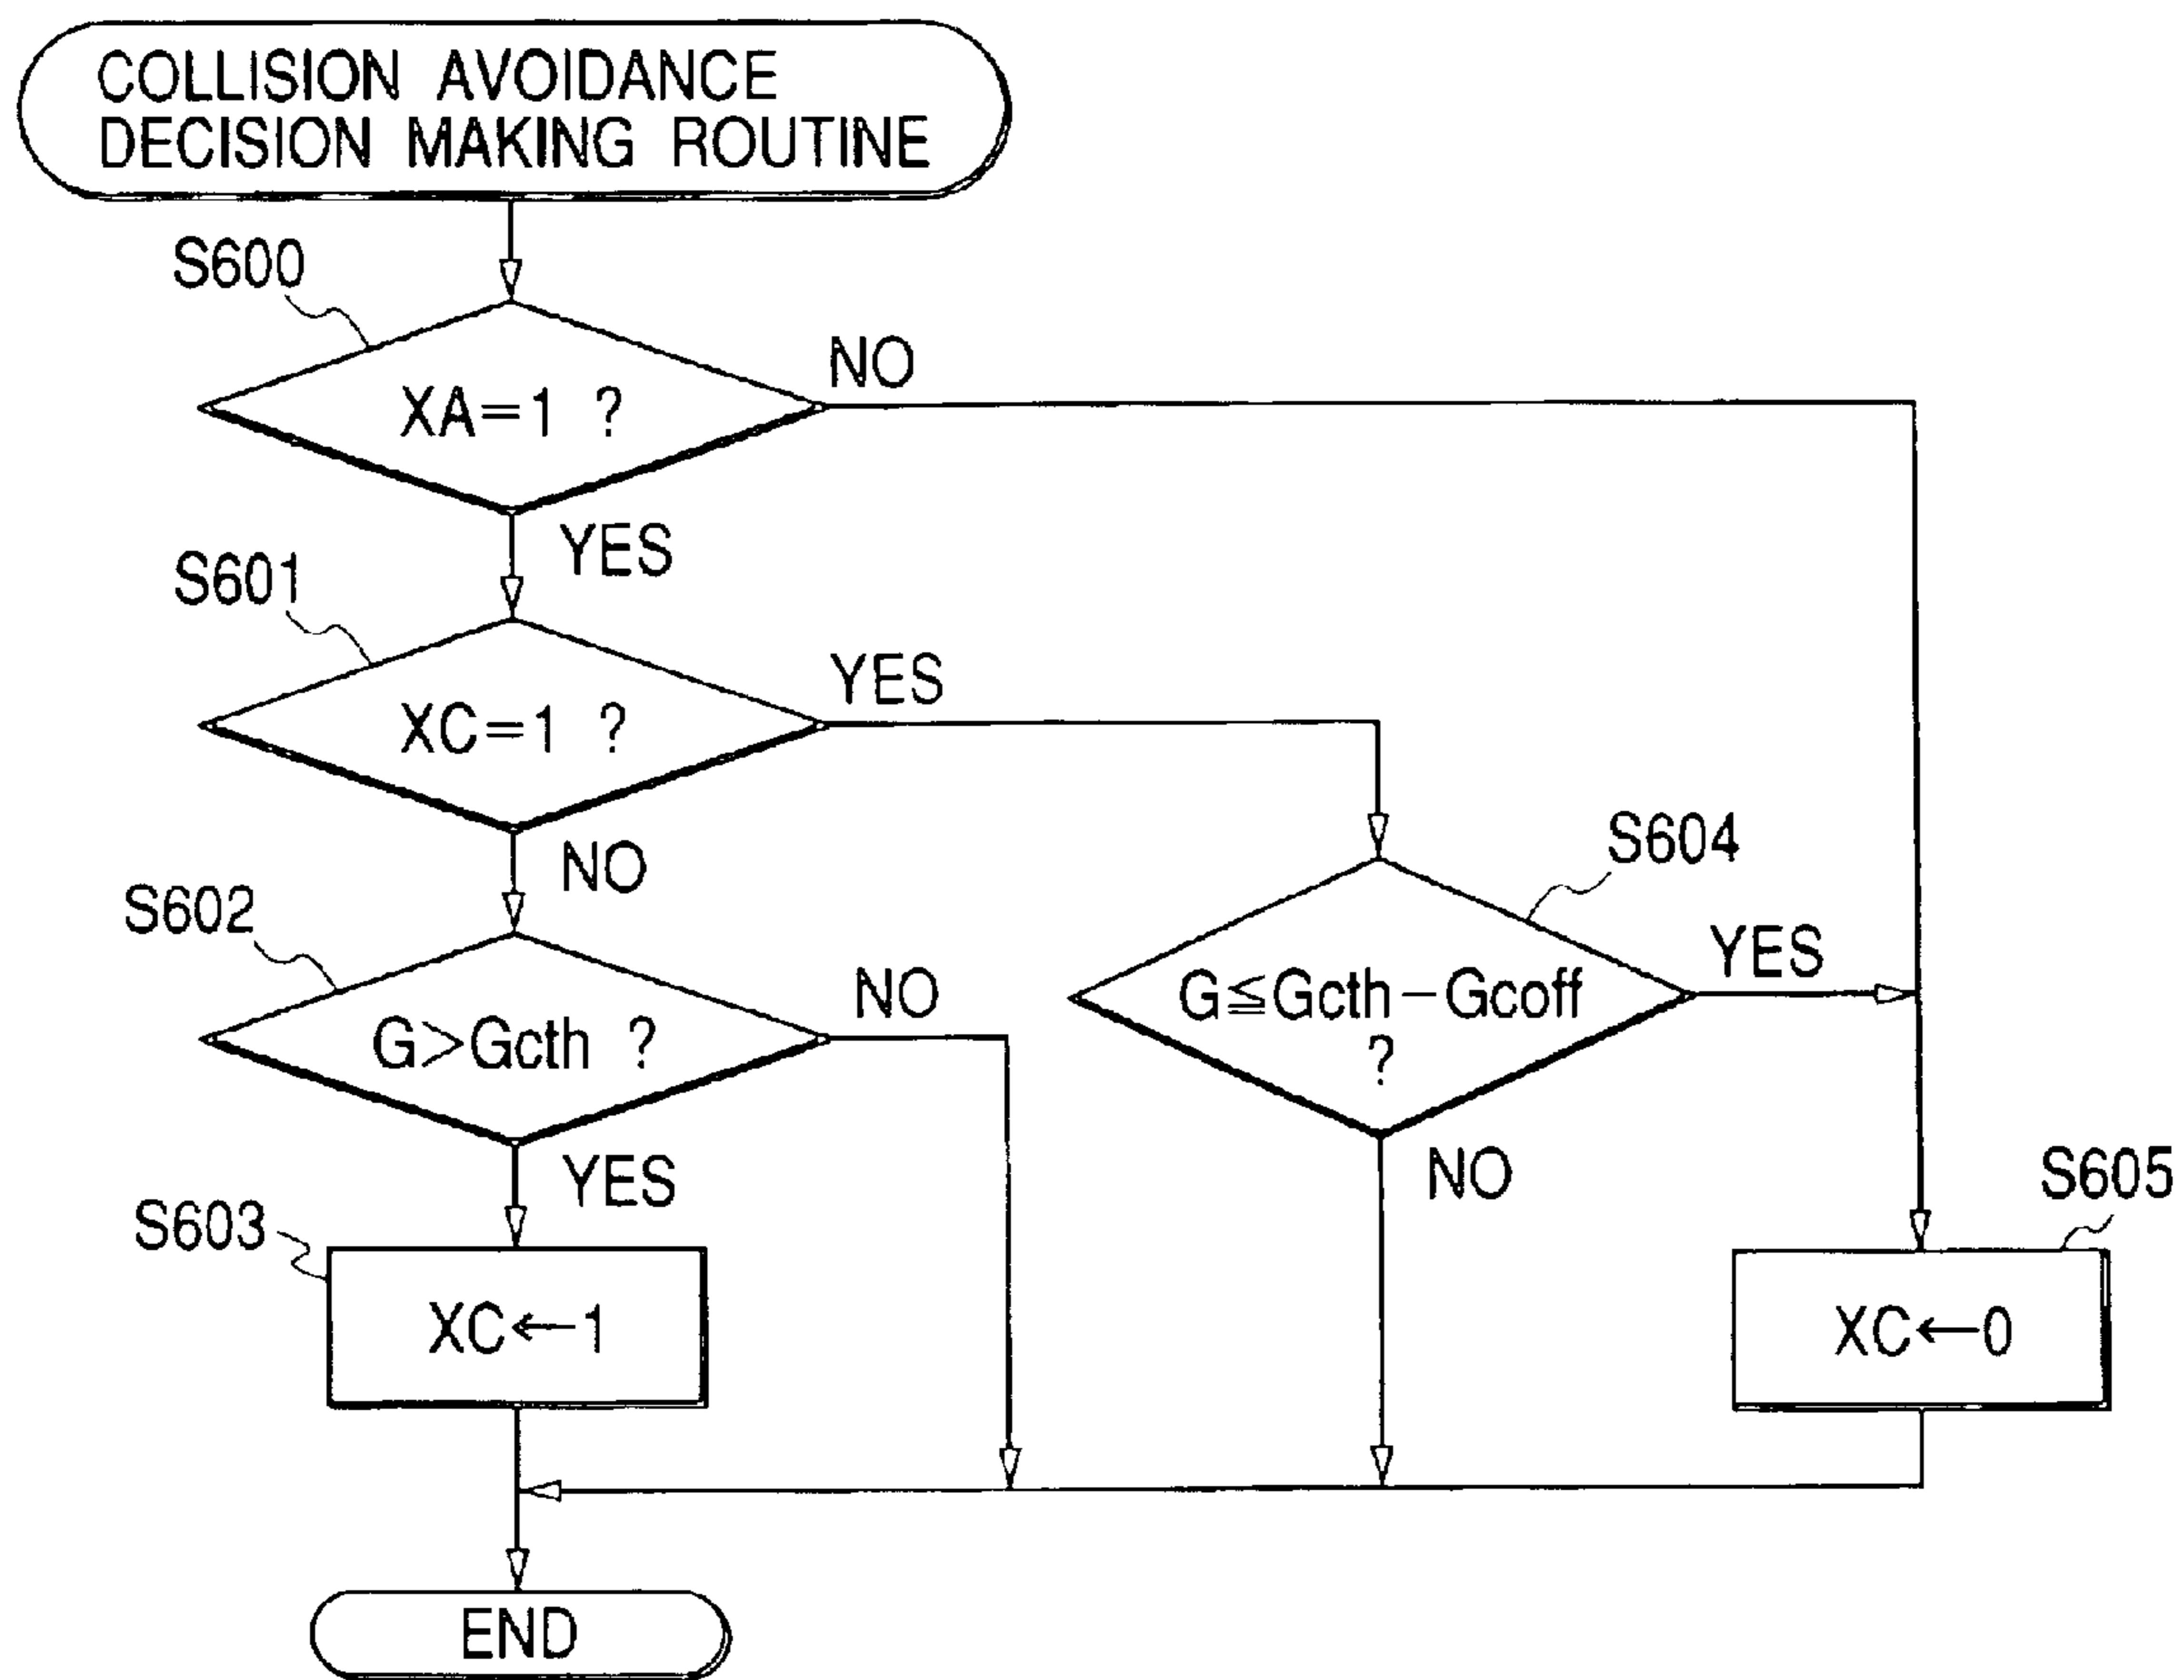 COLLISION AVOIDANCE
DECISION MAKING ROUTINE
S600
XA=1 ?
NO
YES
S601
XC=1 ?
YES
NO
S602
G>Gcth ?
NO
YES
S603
XC←1
S604
G≦Gcth−Gcoff
?
YES
NO
S605
XC←0
END